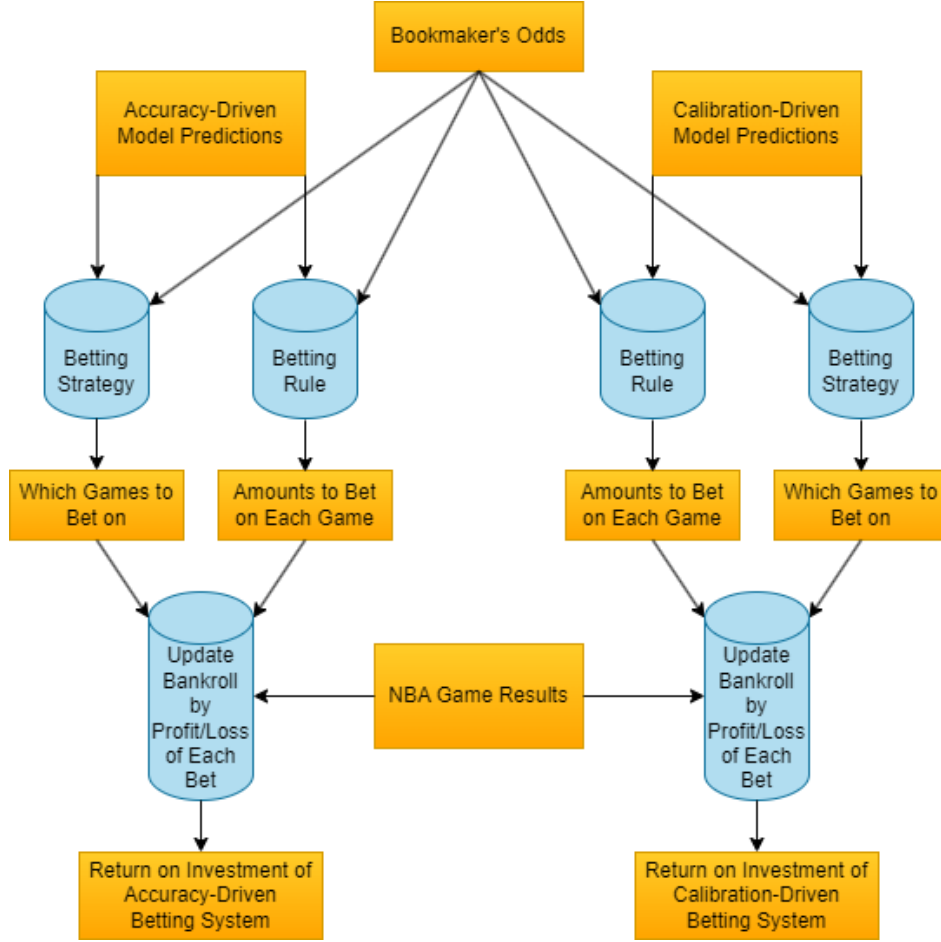 Bookmaker's Odds
Accuracy-Driven
Model Predictions
Calibration-Driven
Model Predictions
Betting
Strategy
Betting
Rule
Betting
Rule
Betting
Strategy
Which Games to
Bet on
Amounts to Bet
on Each Game
Amounts to Bet
on Each Game
Which Games to
Bet on
Update
Bankroll
by
Profit/Loss
of Each
Bet
NBA Game Results
Update
Bankroll
by
Profit/Loss
of Each
Bet
Return on Investment of
Accuracy-Driven
Betting System
Return on Investment of
Calibration-Driven
Betting System